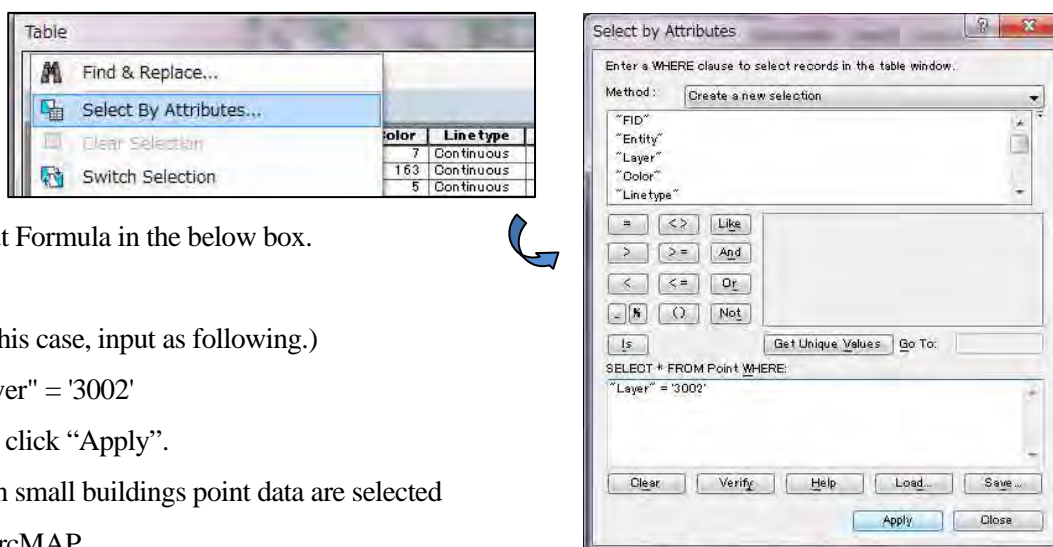 Table
Find & Replace...
Select By Attributes...
Clear Selection
Switch Selection
olor Linetype
7 Continuous
163 Continuous
5 Continuous
t Formula in the below box.
his case, input as following.)
yer" = '3002'
click “Apply”.
n small buildings point data are selected
rcMAP
Select by Attributes
Enter a WHERE clause to select records in the table window.
Method : Create a new selection
"FID"
"Entity"
"Layer"
"Color"
"Linetype"
= < > Like
> > = And
< < = Or
_ % () Not
Is Get Unique Values Go To:
SELECT * FROM Point WHERE:
"Layer" = '3002'
Clear Verify Help Load... Save...
Apply Close